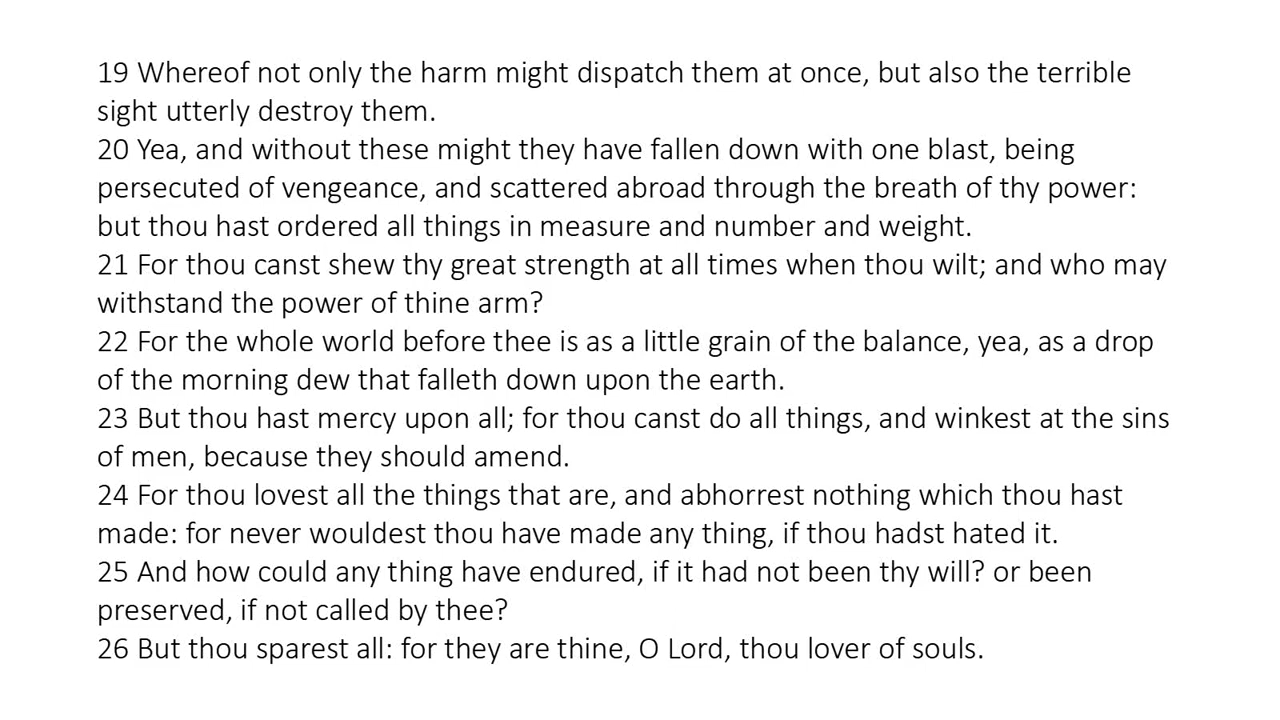 19 Whereof not only the harm might dispatch them at once, but also the terrible
sight utterly destroy them.
20 Yea, and without these might they have fallen down with one blast, being
persecuted of vengeance, and scattered abroad through the breath of thy power:
but thou hast ordered all things in measure and number and weight.
21 For thou canst shew thy great strength at all times when thou wilt; and who may
withstand the power of thine arm?
22 For the whole world before thee is as a little grain of the balance, yea, as a drop
of the morning dew that falleth down upon the earth.
23 But thou hast mercy upon all; for thou canst do all things, and winkest at the sins
of men, because they should amend.
24 For thou lovest all the things that are, and abhorrest nothing which thou hast
made: for never wouldest thou have made any thing, if thou hadst hated it.
25 And how could any thing have endured, if it had not been thy will? or been
preserved, if not called by thee?
26 But thou sparest all: for they are thine, O Lord, thou lover of souls.